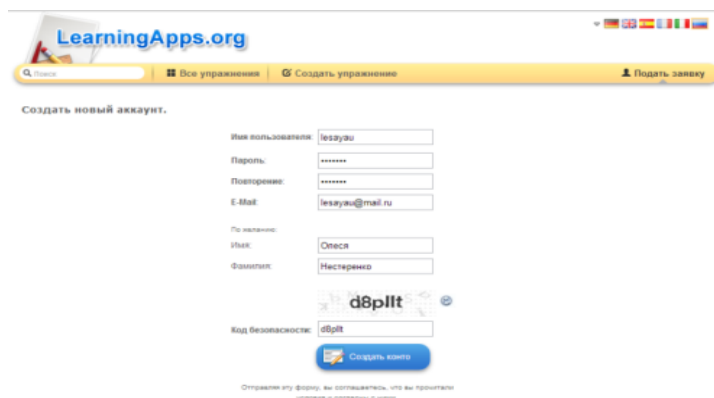 LearningApps.org
Поиск
Все упражнения
Создать упражнение
Подать заявку
Создать новый аккаунт.
Имя пользователя: lesayau
Пароль: •••••••
Повторение: •••••••
E-Mail: lesayau@mail.ru
По желанию:
Имя: Олеся
Фамилия: Нестеренко
d8pllt
Код безопасности: d8pllt
Создать конто
Отправляя эту форму, вы соглашаетесь, что вы прочитали